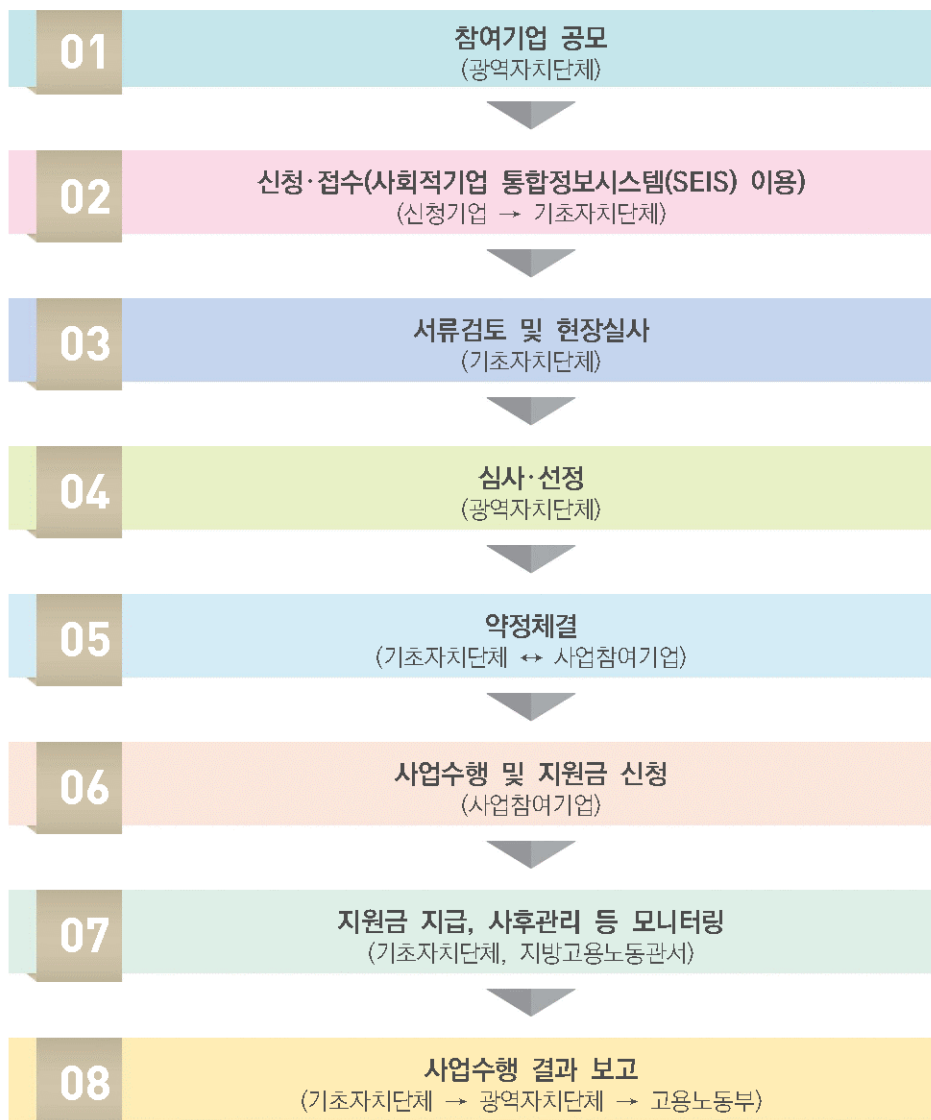 01
참여기업 공모
(광역자치단체)
02
신청·접수(사회적기업 통합정보시스템(SEIS) 이용)
(신청기업 → 기초자치단체)
03
서류검토 및 현장실사
(기초자치단체)
04
심사·선정
(광역자치단체)
05
약정체결
(기초자치단체 ↔ 사업참여기업)
06
사업수행 및 지원금 신청
(사업참여기업)
07
지원금 지급, 사후관리 등 모니터링
(기초자치단체, 지방고용노동관서)
08
사업수행 결과 보고
(기초자치단체 → 광역자치단체 → 고용노동부)